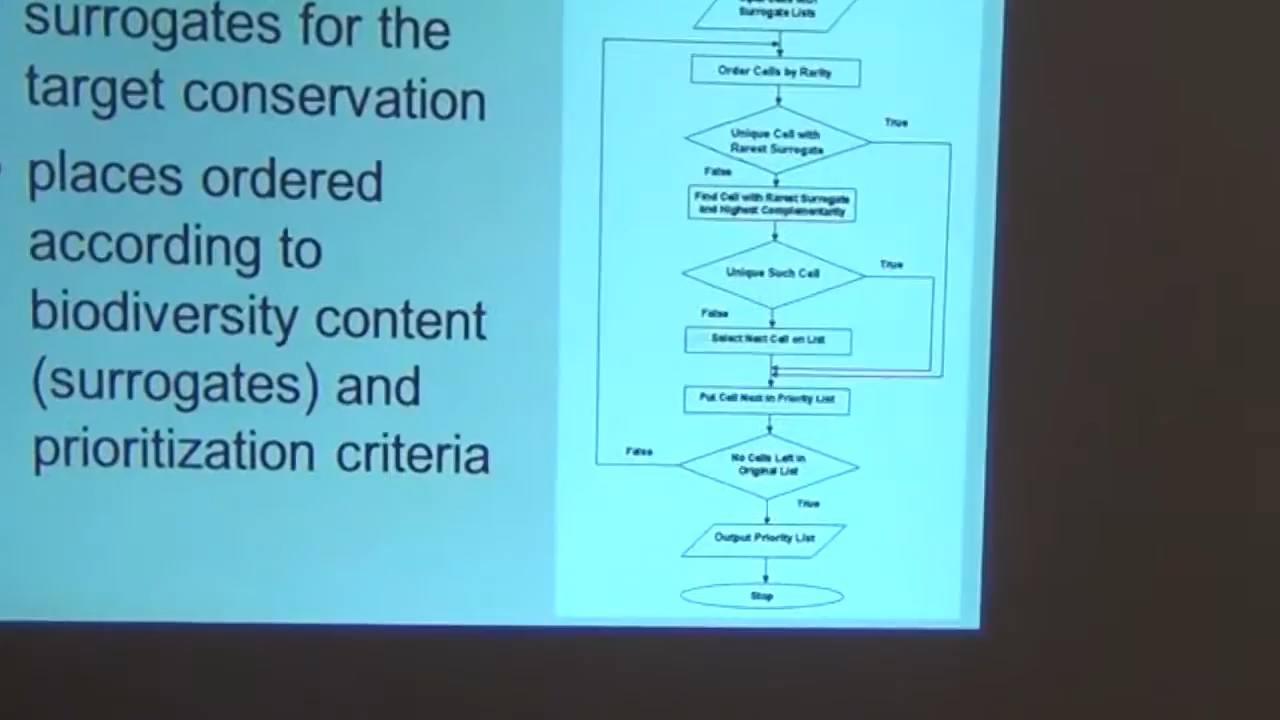 surrogates for the
target conservation
places ordered
according to
biodiversity content
(surrogates) and
prioritization criteria
Surrogate Lists
Order Cells by Rarity
Unique Cell with
Rarest Surrogate
True
False
Find Cell with Rarest Surrogate
and Highest Complementarity
Unique Such Cell
True
False
Select Next Cell on List
Put Cell Next in Priority List
No Cells Left in
Original List
False
True
Output Priority List
Stop